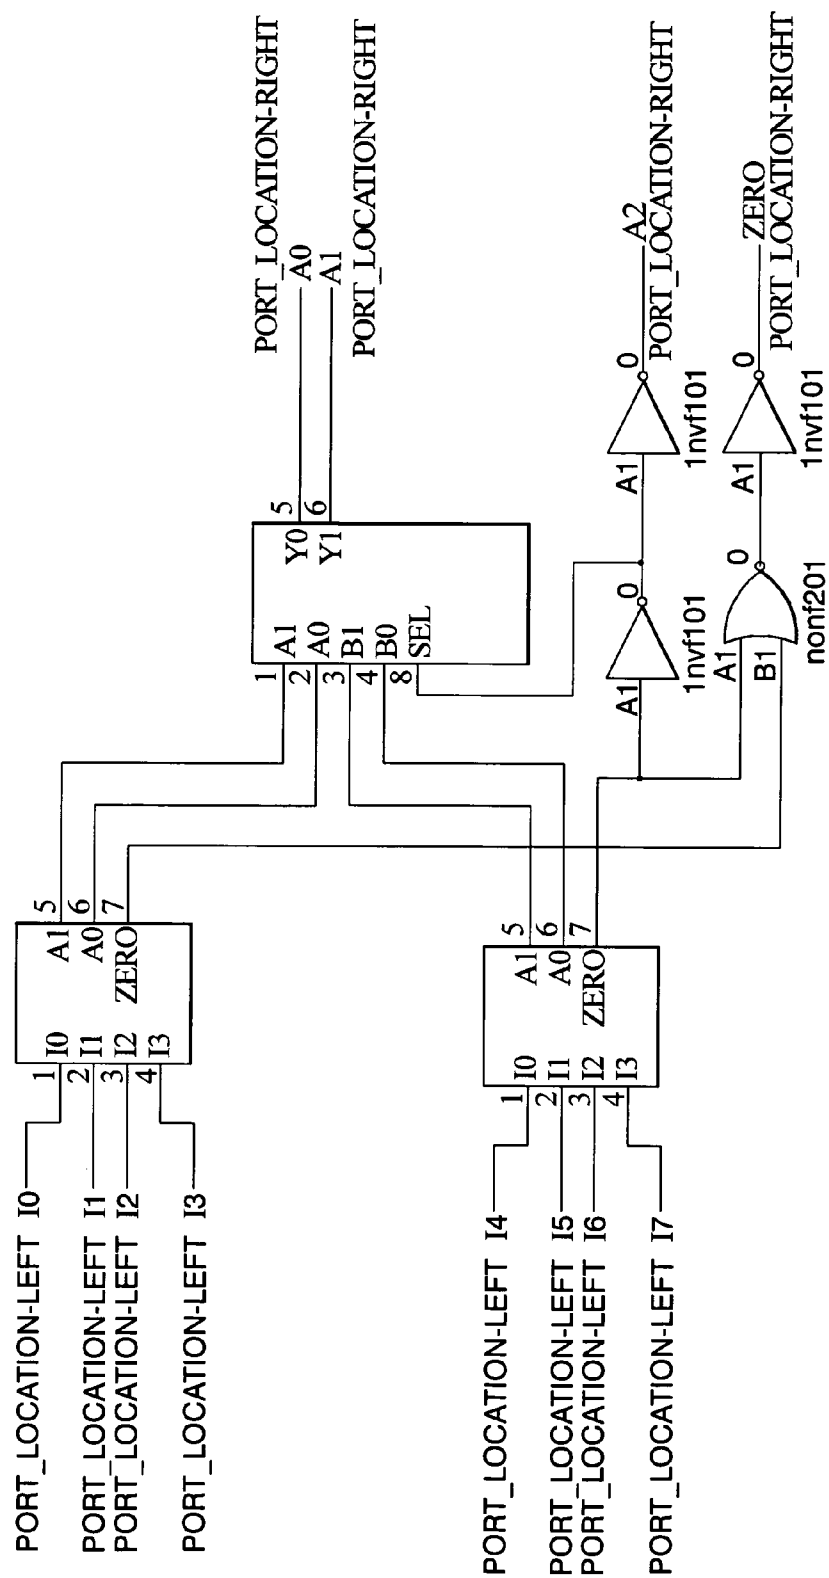 PORT_LOCATION-LEFT I0
PORT_LOCATION-LEFT I1
PORT_LOCATION-LEFT I2
PORT_LOCATION-LEFT I3
1 I0
2 I1
3 I2
4 I3
A1 5
A0 6
ZERO 7
PORT_LOCATION-LEFT I4
PORT_LOCATION-LEFT I5
PORT_LOCATION-LEFT I6
PORT_LOCATION-LEFT I7
1 I0
2 I1
3 I2
4 I3
A1 5
A0 6
ZERO 7
1 A1
2 A0
3 B1
4 B0
8 SEL
Y0 5
Y1 6
PORT_LOCATION-RIGHT
A0
A1
PORT_LOCATION-RIGHT
A1
0
1nvf101
A1
0
1nvf101
A2
PORT_LOCATION-RIGHT
A1
B1
0
nonf201
A1
0
1nvf101
ZERO
PORT_LOCATION-RIGHT